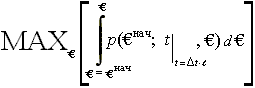 MAX€ [ ∫€=€нач€ p(€нач; t|t=Δt·c, €) d€ ]